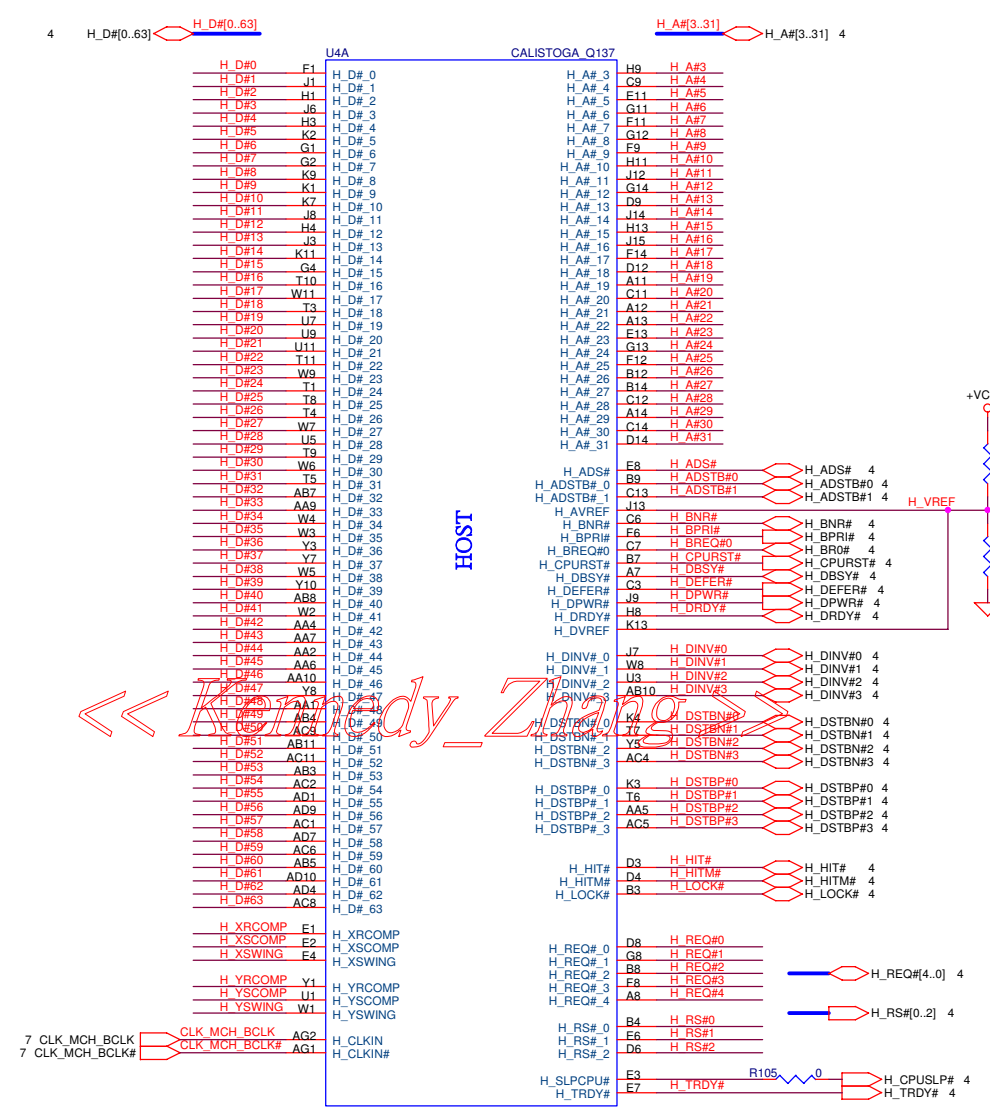 4 H_D#[0..63] H_D#[0..63]
H_A#[3..31] H_A#[3..31] 4
U4A CALISTOGA_Q137
H_D#0 F1 H_D#_0
H_D#1 J1 H_D#_1
H_D#2 H1 H_D#_2
H_D#3 J6 H_D#_3
H_D#4 H3 H_D#_4
H_D#5 K2 H_D#_5
H_D#6 G1 H_D#_6
H_D#7 G2 H_D#_7
H_D#8 K9 H_D#_8
H_D#9 K1 H_D#_9
H_D#10 K7 H_D#_10
H_D#11 J8 H_D#_11
H_D#12 H4 H_D#_12
H_D#13 J3 H_D#_13
H_D#14 K11 H_D#_14
H_D#15 G4 H_D#_15
H_D#16 T10 H_D#_16
H_D#17 W11 H_D#_17
H_D#18 T3 H_D#_18
H_D#19 U7 H_D#_19
H_D#20 U9 H_D#_20
H_D#21 U11 H_D#_21
H_D#22 T11 H_D#_22
H_D#23 W9 H_D#_23
H_D#24 T1 H_D#_24
H_D#25 T8 H_D#_25
H_D#26 T4 H_D#_26
H_D#27 W7 H_D#_27
H_D#28 U5 H_D#_28
H_D#29 T9 H_D#_29
H_D#30 W6 H_D#_30
H_D#31 T5 H_D#_31
H_D#32 AB7 H_D#_32
H_D#33 AA9 H_D#_33
H_D#34 W4 H_D#_34
H_D#35 W3 H_D#_35
H_D#36 Y3 H_D#_36
H_D#37 Y7 H_D#_37
H_D#38 W5 H_D#_38
H_D#39 Y10 H_D#_39
H_D#40 AB8 H_D#_40
H_D#41 W2 H_D#_41
H_D#42 AA4 H_D#_42
H_D#43 AA7 H_D#_43
H_D#44 AA2 H_D#_44
H_D#45 AA6 H_D#_45
H_D#46 AA10 H_D#_46
H_D#47 Y8 H_D#_47
H_D#48 AA1 H_D#_48
H_D#49 AB4 H_D#_49
H_D#50 AC9 H_D#_50
H_D#51 AB11 H_D#_51
H_D#52 AC11 H_D#_52
H_D#53 AB3 H_D#_53
H_D#54 AC2 H_D#_54
H_D#55 AD1 H_D#_55
H_D#56 AD9 H_D#_56
H_D#57 AC1 H_D#_57
H_D#58 AD7 H_D#_58
H_D#59 AC6 H_D#_59
H_D#60 AB5 H_D#_60
H_D#61 AD10 H_D#_61
H_D#62 AD4 H_D#_62
H_D#63 AC8 H_D#_63
H_XRCOMP E1 H_XRCOMP
H_XSCOMP E2 H_XSCOMP
H_XSWING E4 H_XSWING
H_YRCOMP Y1 H_YRCOMP
H_YSCOMP U1 H_YSCOMP
H_YSWING W1 H_YSWING
7 CLK_MCH_BCLK CLK_MCH_BCLK AG2 H_CLKIN
7 CLK_MCH_BCLK# CLK_MCH_BCLK# AG1 H_CLKIN#
HOST
<< Kennedy_Zhang >>
H_A#_3 H9 H_A#3
H_A#_4 C9 H_A#4
H_A#_5 E11 H_A#5
H_A#_6 G11 H_A#6
H_A#_7 F11 H_A#7
H_A#_8 G12 H_A#8
H_A#_9 F9 H_A#9
H_A#_10 H11 H_A#10
H_A#_11 J12 H_A#11
H_A#_12 G14 H_A#12
H_A#_13 D9 H_A#13
H_A#_14 J14 H_A#14
H_A#_15 H13 H_A#15
H_A#_16 J15 H_A#16
H_A#_17 F14 H_A#17
H_A#_18 D12 H_A#18
H_A#_19 A11 H_A#19
H_A#_20 C11 H_A#20
H_A#_21 A12 H_A#21
H_A#_22 A13 H_A#22
H_A#_23 E13 H_A#23
H_A#_24 G13 H_A#24
H_A#_25 F12 H_A#25
H_A#_26 B12 H_A#26
H_A#_27 B14 H_A#27
H_A#_28 C12 H_A#28
H_A#_29 A14 H_A#29
H_A#_30 C14 H_A#30
H_A#_31 D14 H_A#31
H_ADS# E8 H_ADS# H_ADS# 4
H_ADSTB#_0 B9 H_ADSTB#0 H_ADSTB#0 4
H_ADSTB#_1 C13 H_ADSTB#1 H_ADSTB#1 4
H_AVREF J13 H_VREF
+VC
H_BNR# C6 H_BNR# H_BNR# 4
H_BPRI# F6 H_BPRI# H_BPRI# 4
H_BREQ#0 C7 H_BREQ#0 H_BR0# 4
H_CPURST# B7 H_CPURST# H_CPURST# 4
H_DBSY# A7 H_DBSY# H_DBSY# 4
H_DEFER# C3 H_DEFER# H_DEFER# 4
H_DPWR# J9 H_DPWR# H_DPWR# 4
H_DRDY# H8 H_DRDY# H_DRDY# 4
H_DVREF K13
H_DINV#_0 J7 H_DINV#0 H_DINV#0 4
H_DINV#_1 W8 H_DINV#1 H_DINV#1 4
H_DINV#_2 U3 H_DINV#2 H_DINV#2 4
H_DINV#_3 AB10 H_DINV#3 H_DINV#3 4
H_DSTBN#_0 K4 H_DSTBN#0 H_DSTBN#0 4
H_DSTBN#_1 T7 H_DSTBN#1 H_DSTBN#1 4
H_DSTBN#_2 Y5 H_DSTBN#2 H_DSTBN#2 4
H_DSTBN#_3 AC4 H_DSTBN#3 H_DSTBN#3 4
H_DSTBP#_0 K3 H_DSTBP#0 H_DSTBP#0 4
H_DSTBP#_1 T6 H_DSTBP#1 H_DSTBP#1 4
H_DSTBP#_2 AA5 H_DSTBP#2 H_DSTBP#2 4
H_DSTBP#_3 AC5 H_DSTBP#3 H_DSTBP#3 4
H_HIT# D3 H_HIT# H_HIT# 4
H_HITM# D4 H_HITM# H_HITM# 4
H_LOCK# B3 H_LOCK# H_LOCK# 4
H_REQ#_0 D8 H_REQ#0
H_REQ#_1 G8 H_REQ#1
H_REQ#_2 B8 H_REQ#2
H_REQ#_3 F8 H_REQ#3
H_REQ#_4 A8 H_REQ#4
H_REQ#[4..0] 4
H_RS#[0..2] 4
H_RS#_0 B4 H_RS#0
H_RS#_1 E6 H_RS#1
H_RS#_2 D6 H_RS#2
H_SLPCPU# E3 R105 0 H_CPUSLP# 4
H_TRDY# E7 H_TRDY# H_TRDY# 4